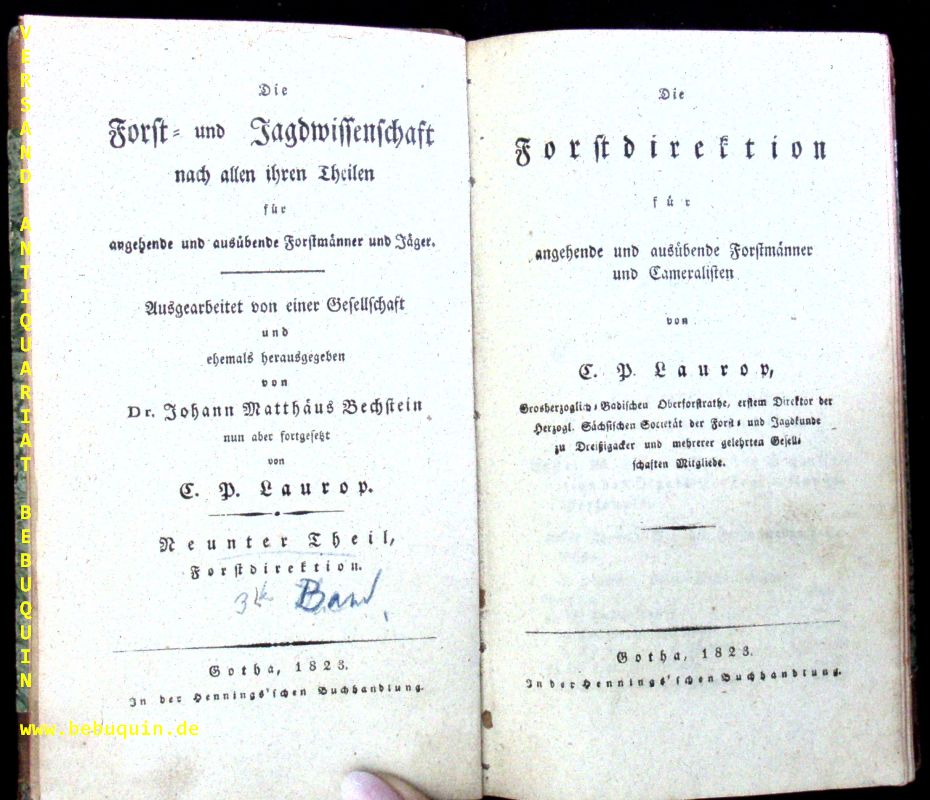 Die
Forſt- und Jagdwiſſenſchaft
nach allen ihren Theilen
für
angehende und ausübende Forſtmänner und Jäger.
Ausgearbeitet von einer Geſellſchaft
und
ehemals herausgegeben
von
Dr. Johann Matthäus Bechſtein
nun aber fortgeſetzt
von
C. P. Laurop.
Neunter Theil,
Forſtdirektion.
Band
Gotha, 1823.
In der Hennings'ſchen Buchhandlung.
Die
Forſtdirektion
für
angehende und ausübende Forſtmänner
und Cameraliſten
von
C. P. Laurop,
Grosherzoglich-Badiſchen Oberforſtrathe, erſtem Direktor der
Herzogl. Sächſiſchen Societät der Forſt- und Jagdkunde
zu Dreißigacker und mehrerer gelehrten Geſell-
ſchaften Mitgliede.
Gotha, 1823.
In der Hennings'ſchen Buchhandlung.
VERSAND ANTIQUARIAT BEBUQUIN
www.bebuquin.de